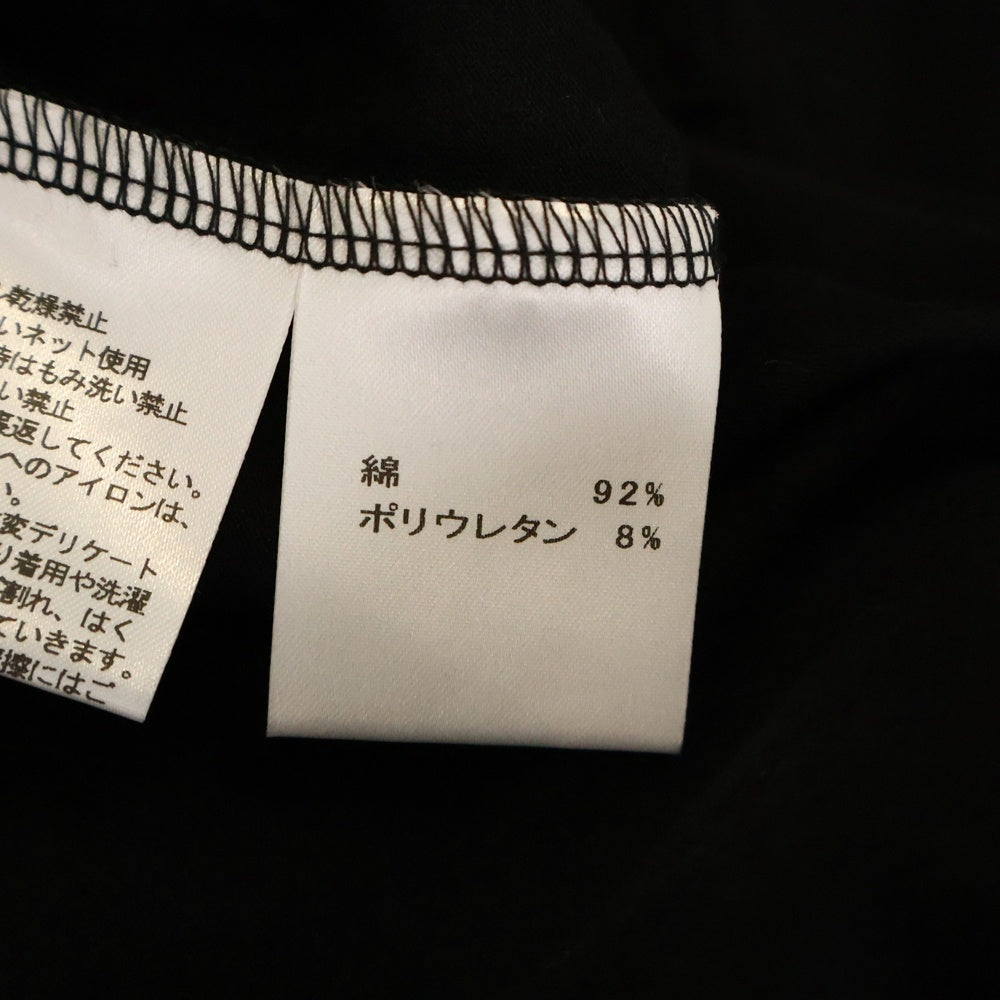 乾燥禁止
いネット使用
時はもみ洗い禁止
い禁止
裏返してください。
へのアイロンは、
い。
変デリケート
り着用や洗濯
割れ、はく
ていきます。
擦にはご
綿 92%
ポリウレタン 8%